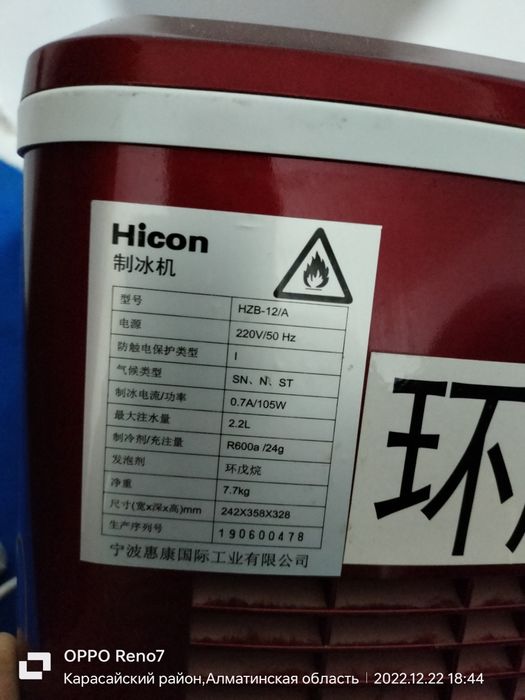 Hicon
制冰机
型号 HZB-12/A
电源 220V/50 Hz
防触电保护类型 I
气候类型 SN、N、ST
制冰电流/功率 0.7A/105W
最大注水量 2.2L
制冷剂/充注量 R600a /24g
发泡剂 环戊烷
净重 7.7kg
尺寸(宽x深x高)mm 242X358X328
生产序列号 190600478
宁波惠康国际工业有限公司
环
OPPO Reno7
Карасайский район,Алматинская область | 2022.12.22 18:44